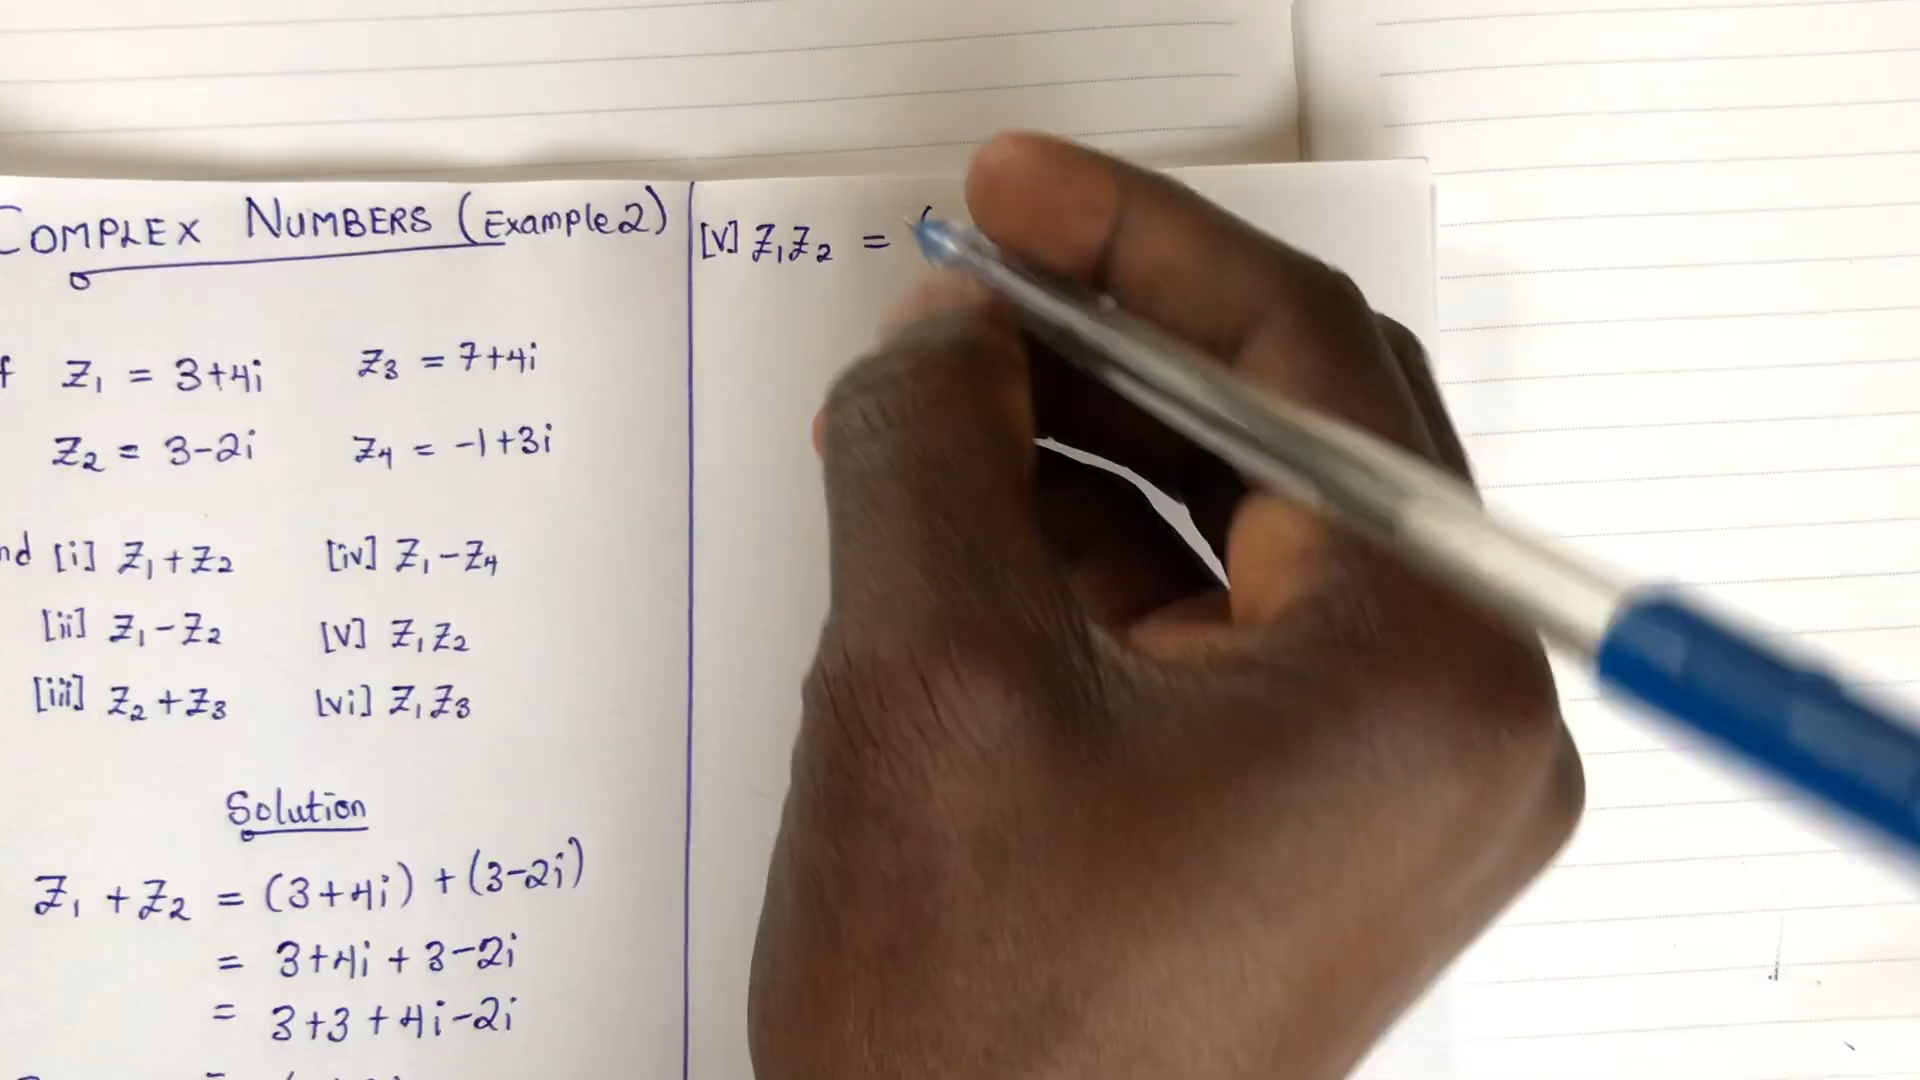 COMPLEX NUMBERS (Example 2)
Z₁ = 3+4i Z₃ = 7+4i
Z₂ = 3-2i Z₄ = -1+3i
[i] Z₁+Z₂ [iv] Z₁-Z₄
[ii] Z₁-Z₂ [v] Z₁Z₂
[iii] Z₂+Z₃ [vi] Z₁Z₃
Solution
Z₁+Z₂ = (3+4i)+(3-2i)
= 3+4i+3-2i
= 3+3+4i-2i
[v] Z₁Z₂ = (